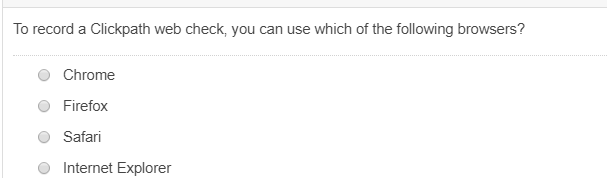 To record a Clickpath web check, you can use which of the following browsers?
Chrome
Firefox
Safari
Internet Explorer